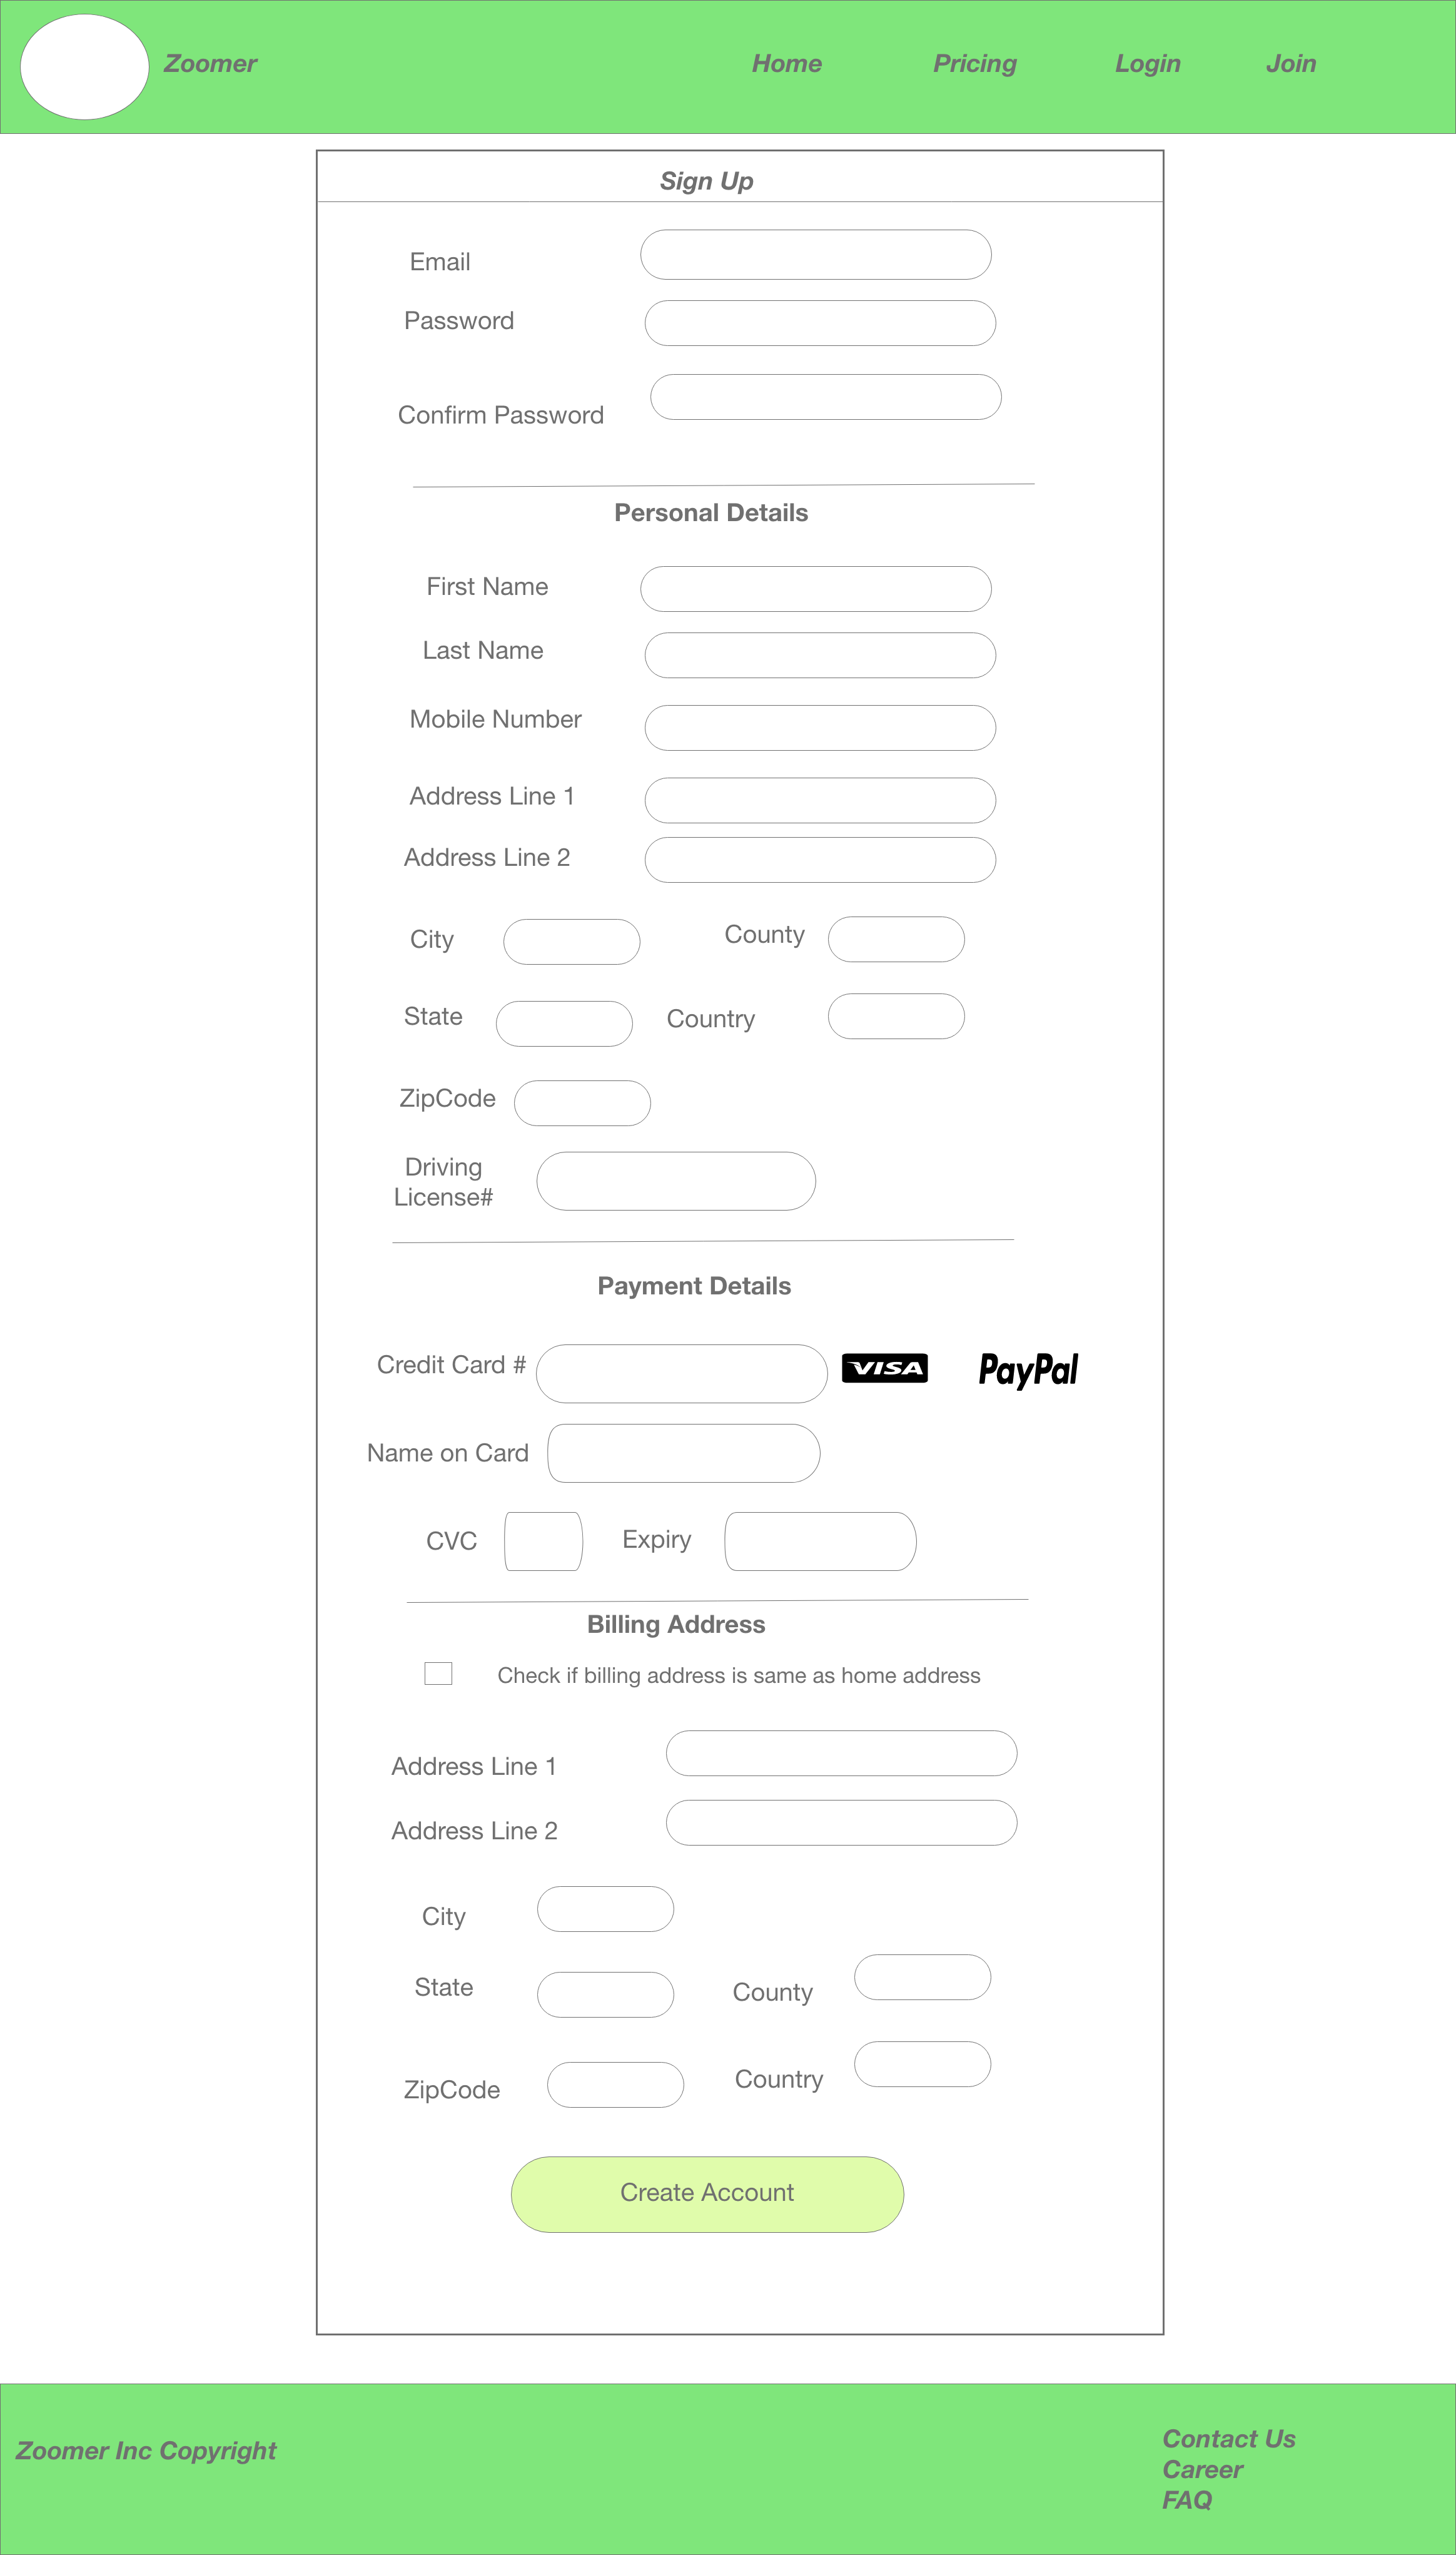 Zoomer Home Pricing Login Join
Sign Up
Email
Password
Confirm Password
Personal Details
First Name
Last Name
Mobile Number
Address Line 1
Address Line 2
City County
State Country
ZipCode
Driving
License#
Payment Details
Credit Card # VISA PayPal
Name on Card
CVC Expiry
Billing Address
Check if billing address is same as home address
Address Line 1
Address Line 2
City
State County
ZipCode Country
Create Account
Zoomer Inc Copyright
Contact Us
Career
FAQ